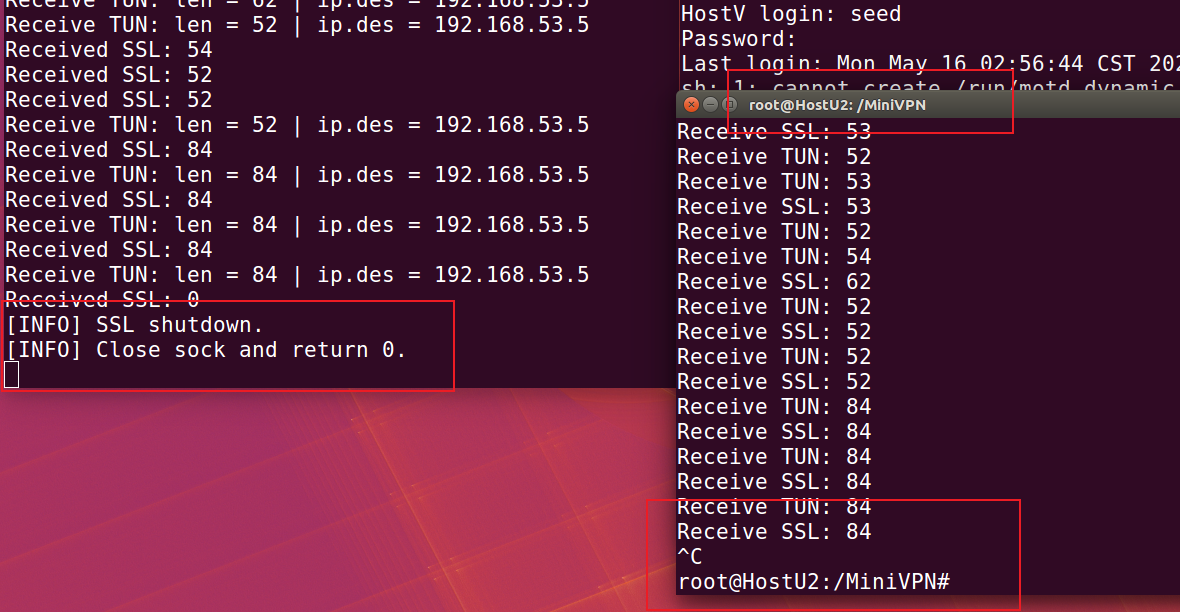 Receive TUN: len = 62 | ip.des = 192.168.53.5
Receive TUN: len = 52 | ip.des = 192.168.53.5
Received SSL: 54
Received SSL: 52
Received SSL: 52
Receive TUN: len = 52 | ip.des = 192.168.53.5
Received SSL: 84
Receive TUN: len = 84 | ip.des = 192.168.53.5
Received SSL: 84
Receive TUN: len = 84 | ip.des = 192.168.53.5
Received SSL: 84
Receive TUN: len = 84 | ip.des = 192.168.53.5
Received SSL: 0
[INFO] SSL shutdown.
[INFO] Close sock and return 0.
HostV login: seed
Password:
Last login: Mon May 16 02:56:44 CST 202
sh: 1: cannot create /run/motd.dynamic
root@HostU2: /MiniVPN
Receive SSL: 53
Receive TUN: 52
Receive TUN: 53
Receive SSL: 53
Receive TUN: 52
Receive TUN: 54
Receive SSL: 62
Receive TUN: 52
Receive SSL: 52
Receive TUN: 52
Receive SSL: 52
Receive TUN: 84
Receive SSL: 84
Receive TUN: 84
Receive SSL: 84
Receive TUN: 84
Receive SSL: 84
^C
root@HostU2:/MiniVPN#